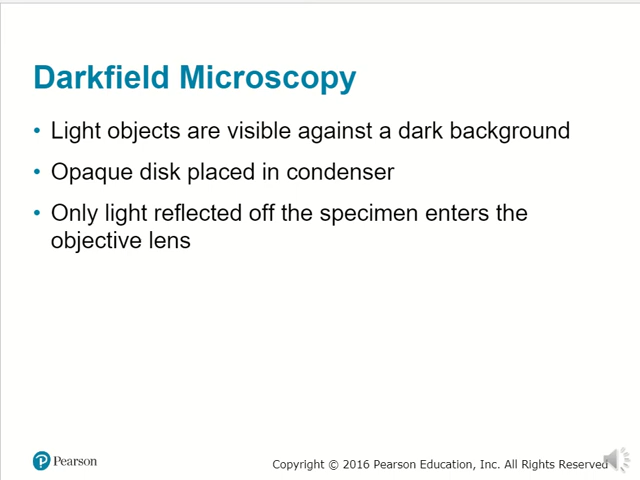 Darkfield Microscopy
• Light objects are visible against a dark background
• Opaque disk placed in condenser
• Only light reflected off the specimen enters the
objective lens
Pearson
Copyright © 2016 Pearson Education, Inc. All Rights Reserved